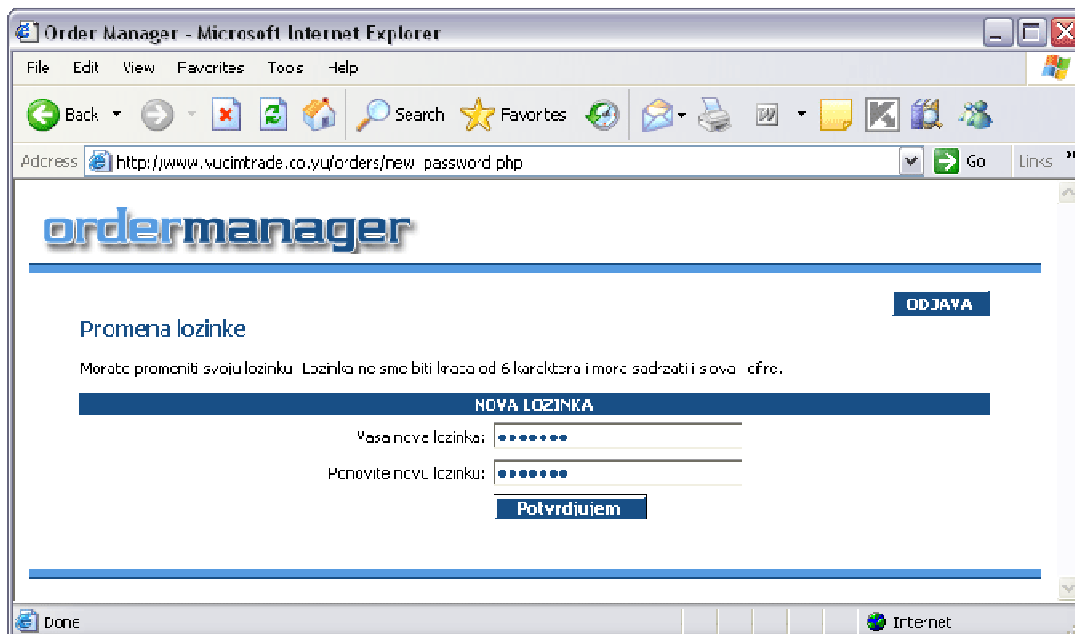 Order Manager - Microsoft Internet Explorer
File Edit View Favorites Tools Help
Back Search Favorites
Address http://www.vucimtrade.co.yu/orders/new_password.php Go Links »
ordermanager
ODJAVA
Promena lozinke
Morate promeniti svoju lozinku. Lozinka ne sme biti kraca od 6 karaktera i mora sadrzati i slova i cifre.
NOVA LOZINKA
Vasa nova lozinka:
Ponovite novu lozinku:
Potvrdjujem
Done Internet